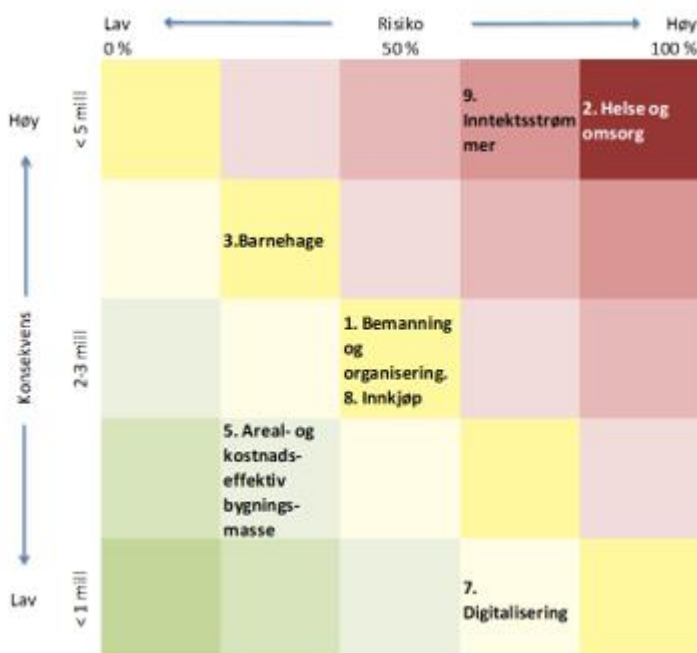 Lav Risiko Høy
0 % 50 % 100 %
Høy
< 5 mill
9.
Inntektsstrøm
mer
2. Helse og
omsorg
3.Barnehage
Konsekvens
2-3 mill
1. Bemanning
og
organisering.
8. Innkjøp
5. Areal- og
kostnads-
effektiv
bygnings-
masse
Lav
< 1 mill
7.
Digitalisering